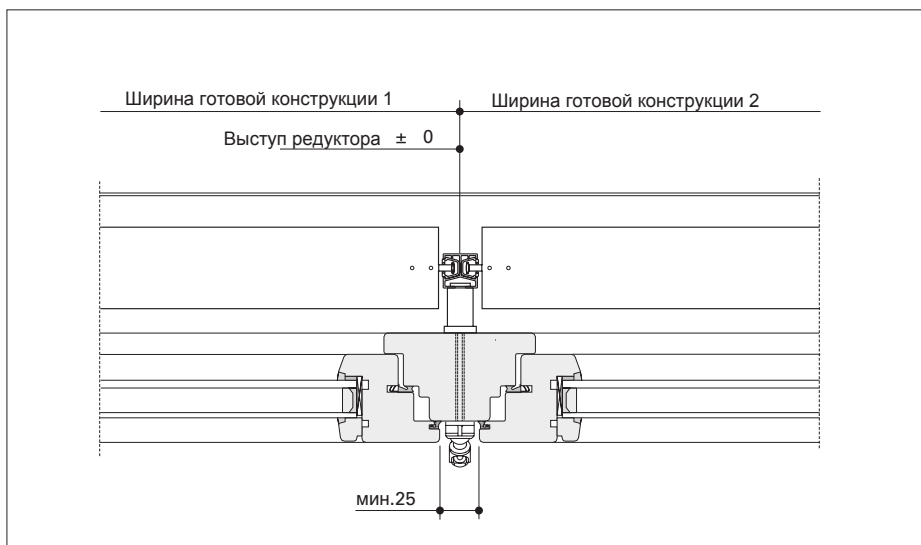 Ширина готовой конструкции 1
Ширина готовой конструкции 2
Выступ редуктора ± 0
мин.25